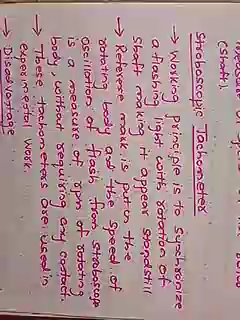 (shaft).
Stroboscopic Tachometer
→ Working principle is to synchronize
a flashing light with rotation of
shaft making it appear standstill
→ Reference mark is put in the
rotating body and the speed of
oscillation of flash from stroboscope
is a measure of rpm of rotating
body, without requiring any contact.
→ These tachometers are used in
experimental work.
→ Disadvantage